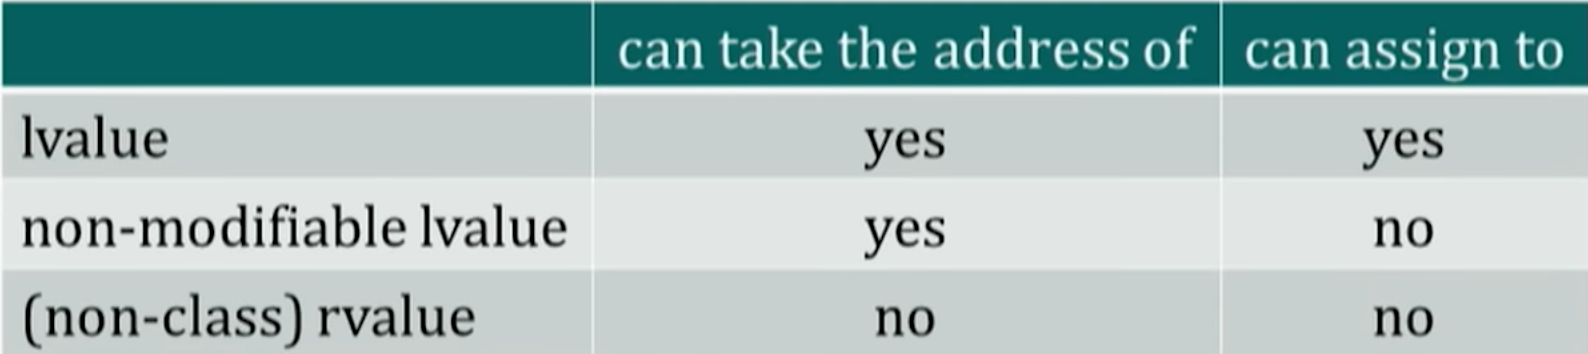 can take the address of can assign to
lvalue yes yes
non-modifiable lvalue yes no
(non-class) rvalue no no